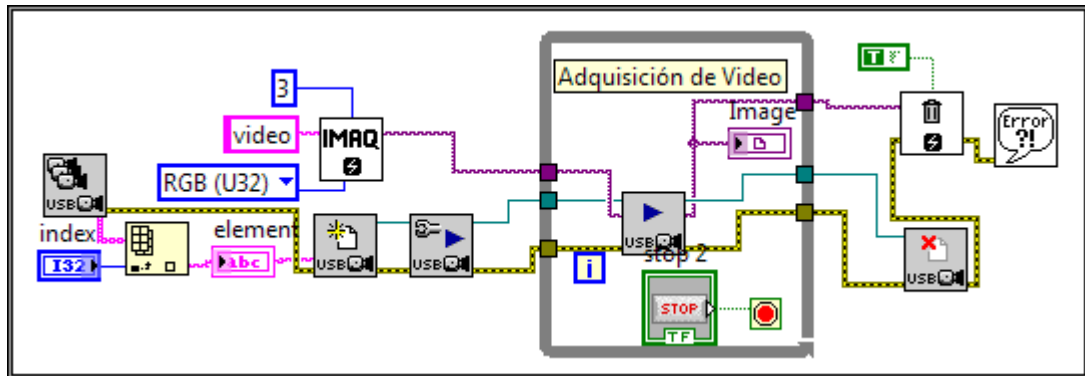 3
video
IMAQ
RGB (U32)
USB
index
I32
element
abc
USB
USB
Adquisición de Video
Image
USB
i
stop 2
STOP
TF
T
Error
?!
USB